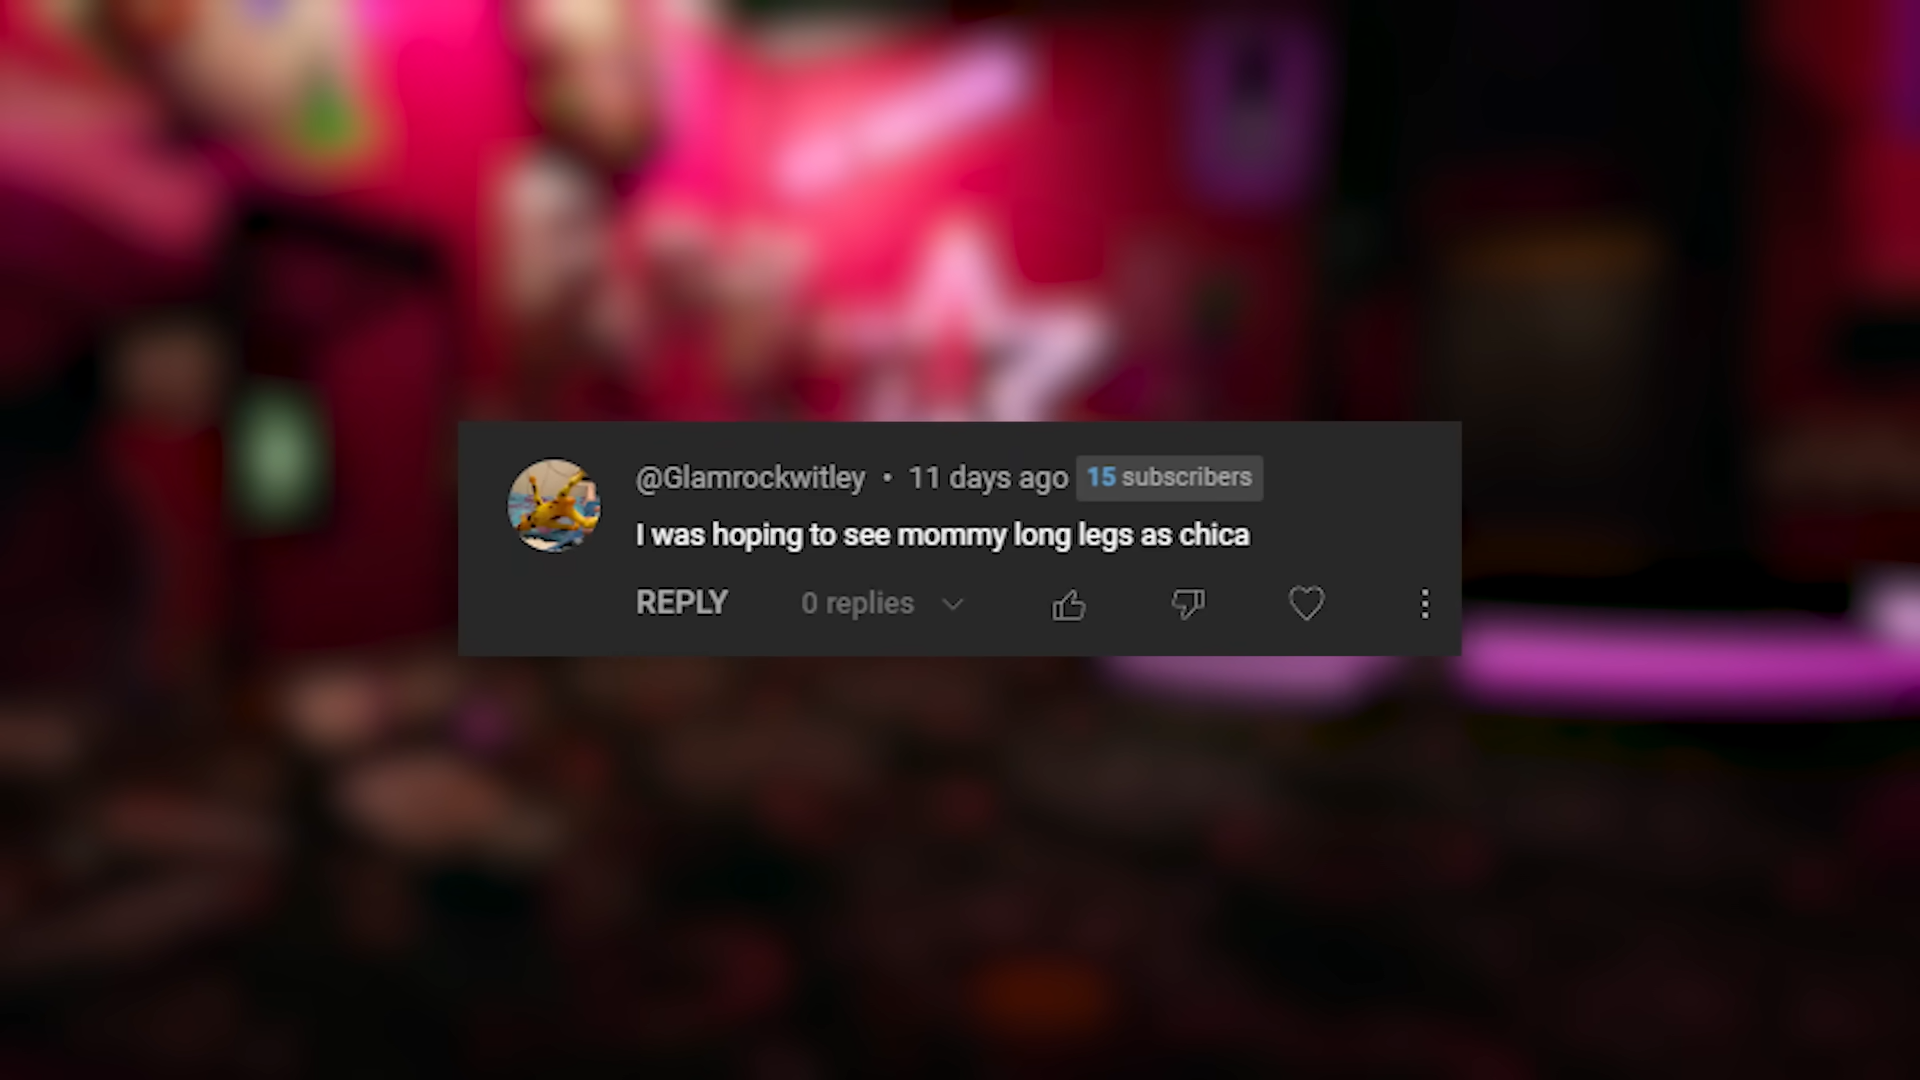 @Glamrockwitley • 11 days ago 15 subscribers
I was hoping to see mommy long legs as chica
REPLY 0 replies